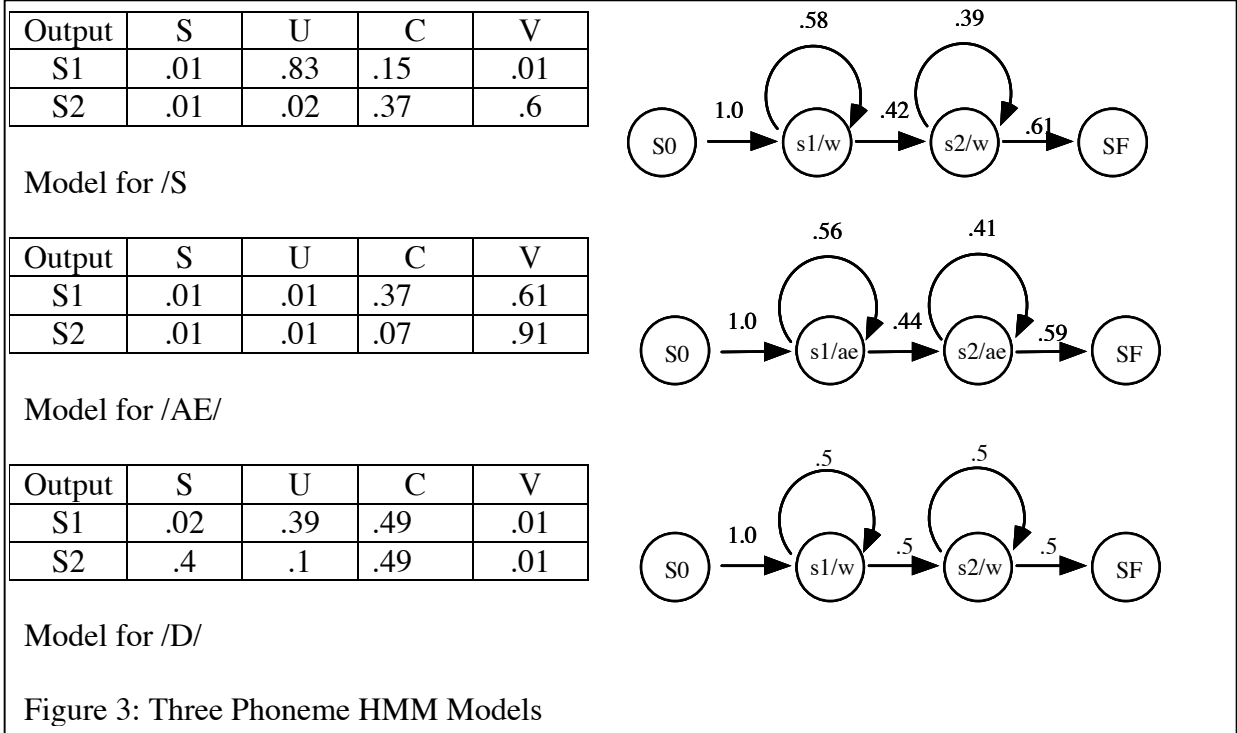 Output S U C V
S1 .01 .83 .15 .01
S2 .01 .02 .37 .6
.58 .39
1.0 .42 .61
S0 s1/w s2/w SF
Model for /S
Output S U C V
S1 .01 .01 .37 .61
S2 .01 .01 .07 .91
.56 .41
1.0 .44 .59
S0 s1/ae s2/ae SF
Model for /AE/
Output S U C V
S1 .02 .39 .49 .01
S2 .4 .1 .49 .01
.5 .5
1.0 .5 .5
S0 s1/w s2/w SF
Model for /D/
Figure 3: Three Phoneme HMM Models